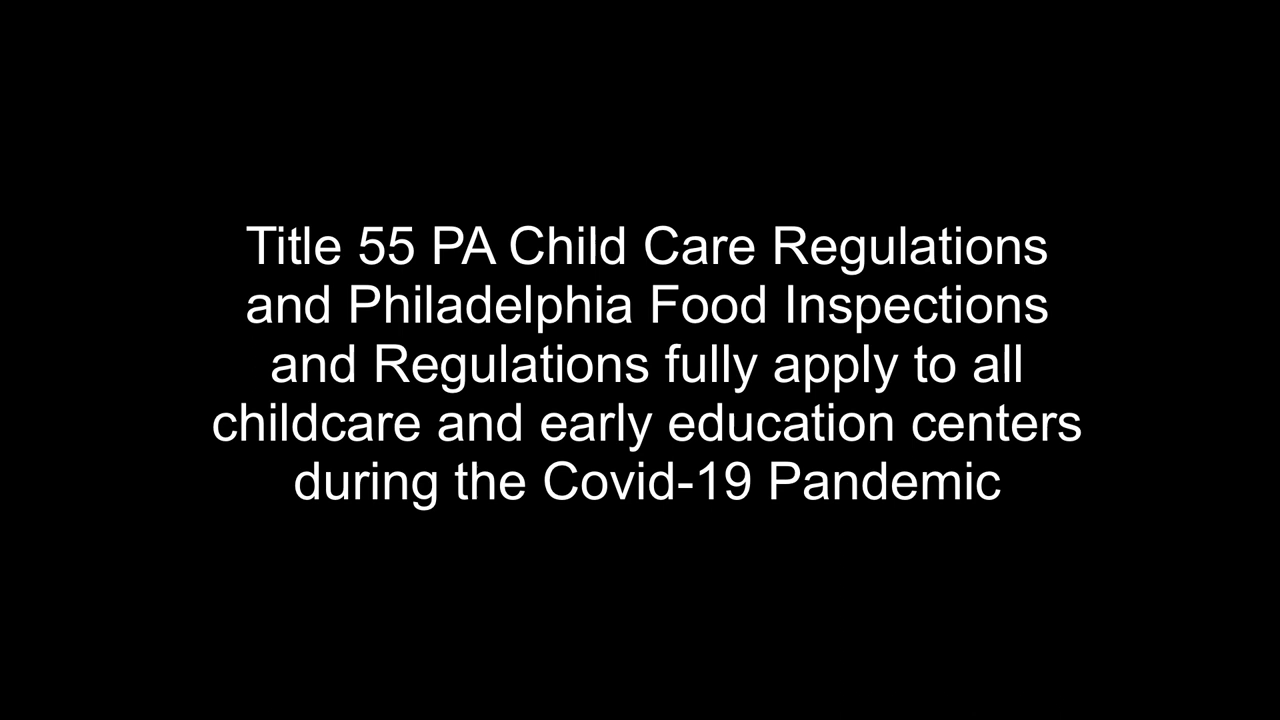 Title 55 PA Child Care Regulations
and Philadelphia Food Inspections
and Regulations fully apply to all
childcare and early education centers
during the Covid-19 Pandemic